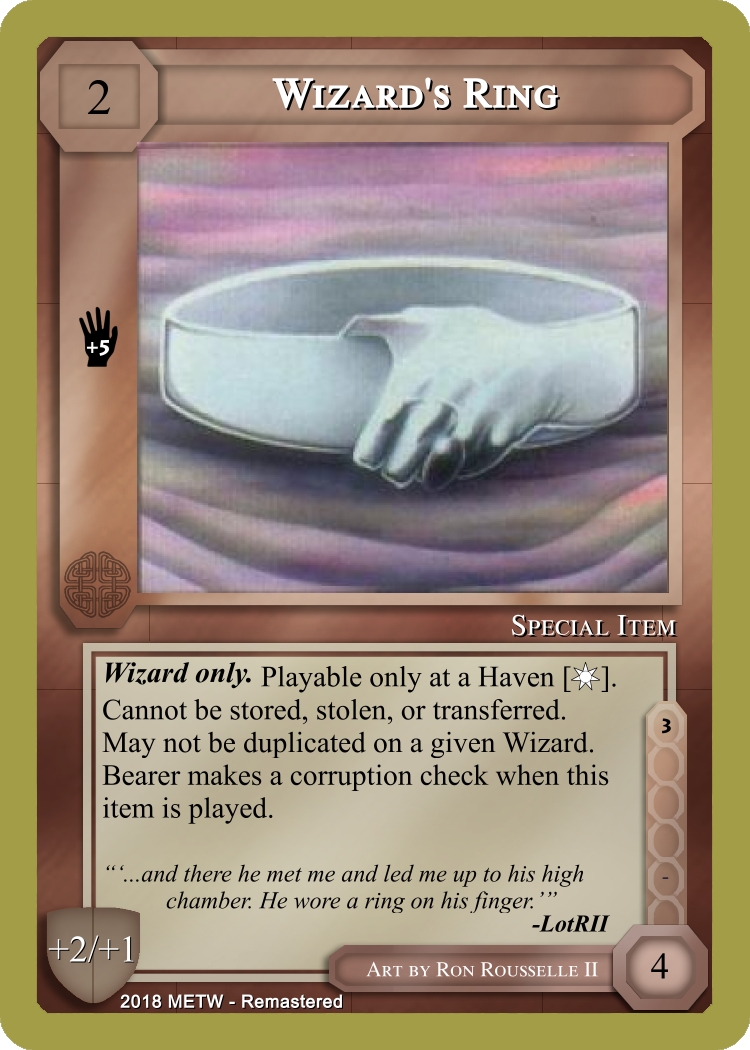 2
Wizard's Ring
+5
Special Item
Wizard only. Playable only at a Haven [].
Cannot be stored, stolen, or transferred.
May not be duplicated on a given Wizard.
Bearer makes a corruption check when this
item is played.
3
-
“‘...and there he met me and led me up to his high
chamber. He wore a ring on his finger.’”
-LotRII
+2/+1
Art by Ron Rousselle II
4
2018 METW - Remastered